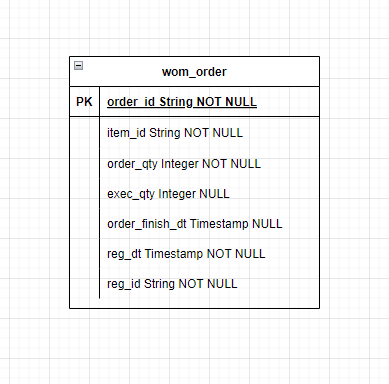 wom_order
PK order_id String NOT NULL
item_id String NOT NULL
order_qty Integer NOT NULL
exec_qty Integer NULL
order_finish_dt Timestamp NULL
reg_dt Timestamp NOT NULL
reg_id String NOT NULL